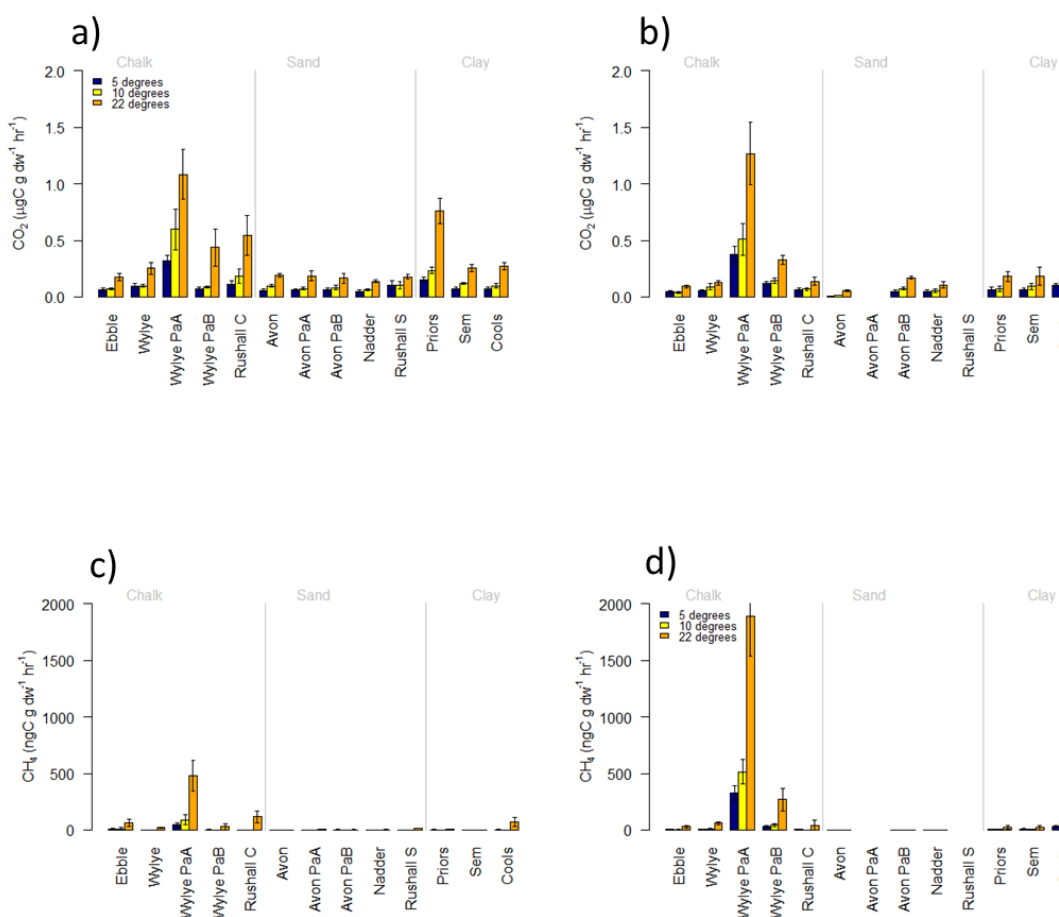 a)
Chalk
Sand
Clay
2.0
5 degrees
10 degrees
22 degrees
1.5
1.0
0.5
0.0
CO₂ (µgC g dw⁻¹ hr⁻¹)
Ebble
Wylye
Wylye PaA
Wylye PaB
Rushall C
Avon
Avon PaA
Avon PaB
Nadder
Rushall S
Priors
Sem
Cools
b)
Chalk
Sand
Clay
2.0
1.5
1.0
0.5
0.0
CO₂ (µgC g dw⁻¹ hr⁻¹)
Ebble
Wylye
Wylye PaA
Wylye PaB
Rushall C
Avon
Avon PaA
Avon PaB
Nadder
Rushall S
Priors
Sem
c)
Chalk
Sand
Clay
2000
1500
1000
500
0
CH₄ (ngC g dw⁻¹ hr⁻¹)
Ebble
Wylye
Wylye PaA
Wylye PaB
Rushall C
Avon
Avon PaA
Avon PaB
Nadder
Rushall S
Priors
Sem
Cools
d)
Chalk
Sand
Clay
2000
5 degrees
10 degrees
22 degrees
1500
1000
500
0
CH₄ (ngC g dw⁻¹ hr⁻¹)
Ebble
Wylye
Wylye PaA
Wylye PaB
Rushall C
Avon
Avon PaA
Avon PaB
Nadder
Rushall S
Priors
Sem